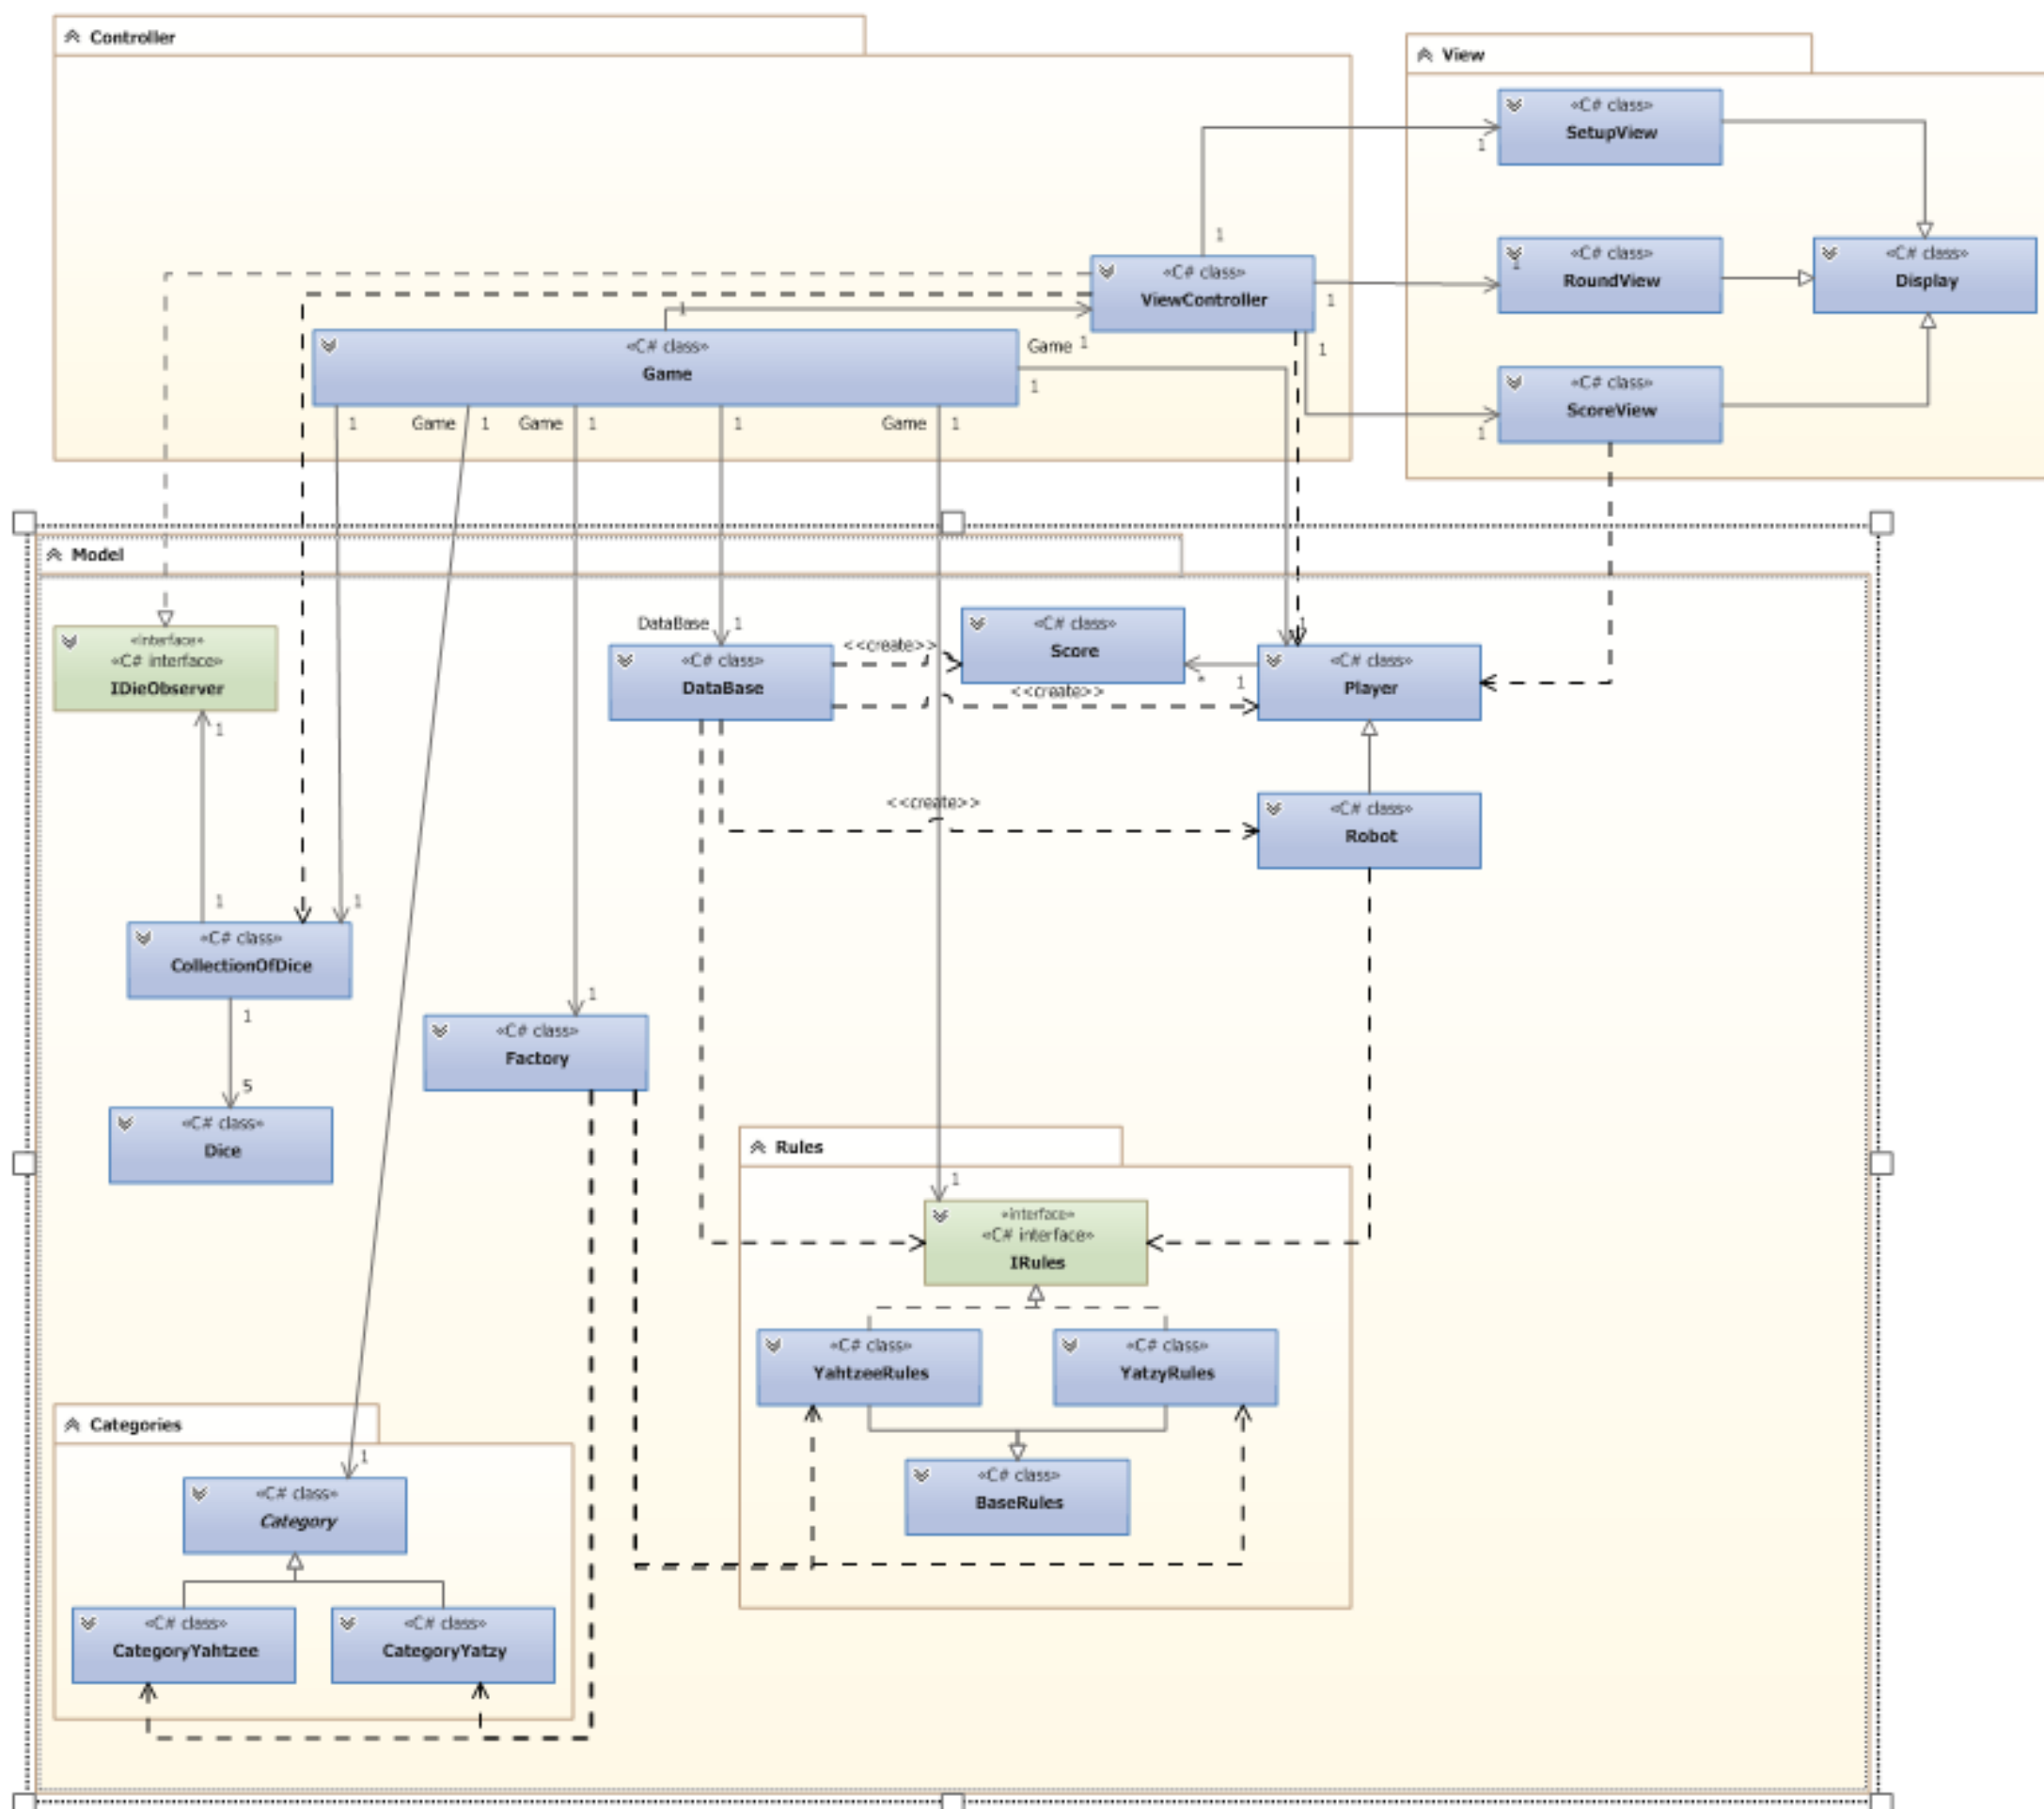 Controller
View
«C# class»
SetupView
1
1
«C# class»
ViewController
«C# class»
RoundView
1
1
«C# class»
Display
1
Game 1
1
«C# class»
Game
1
1
«C# class»
ScoreView
1
1
Game 1
Game 1
1
Game 1
Model
«interface»
«C# interface»
IDieObserver
1
DataBase 1
«C# class»
DataBase
<<create>>
«C# class»
Score
*
1
<<create>>
1
«C# class»
Player
<<create>>
«C# class»
Robot
1
1
«C# class»
CollectionOfDice
1
5
«C# class»
Dice
1
«C# class»
Factory
Rules
1
«interface»
«C# interface»
IRules
«C# class»
YahtzeeRules
«C# class»
YatzyRules
«C# class»
BaseRules
Categories
1
«C# class»
Category
«C# class»
CategoryYahtzee
«C# class»
CategoryYatzy